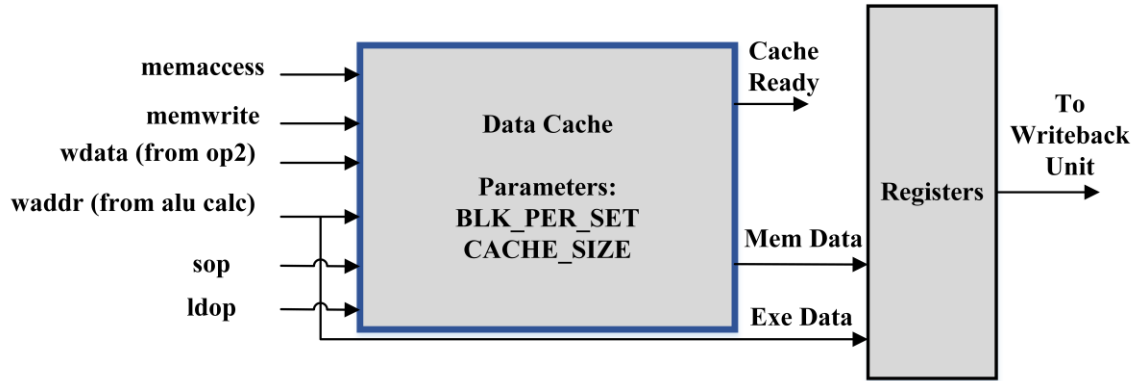 memaccess
memwrite
wdata (from op2)
waddr (from alu calc)
sop
ldop
Data Cache
Parameters:
BLK_PER_SET
CACHE_SIZE
Cache
Ready
Mem Data
Exe Data
Registers
To
Writeback
Unit